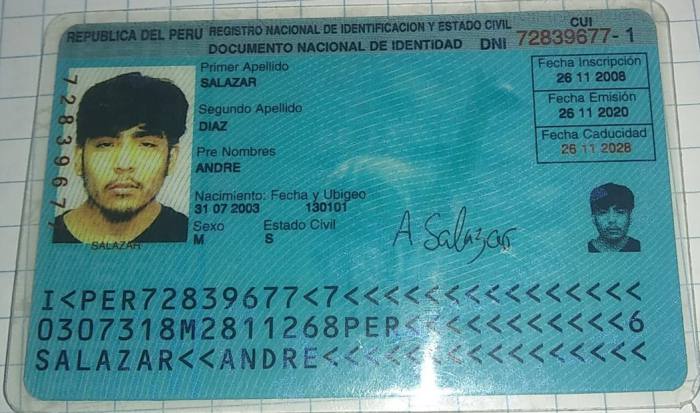 REPUBLICA DEL PERU REGISTRO NACIONAL DE IDENTIFICACION Y ESTADO CIVIL
DOCUMENTO NACIONAL DE IDENTIDAD DNI 72839677-1
CUI
72839677
Primer Apellido
SALAZAR
Segundo Apellido
DIAZ
Pre Nombres
ANDRE
Nacimiento: Fecha y Ubigeo
31 07 2003 130101
Sexo Estado Civil
M S
Fecha Inscripción
26 11 2008
Fecha Emisión
26 11 2020
Fecha Caducidad
26 11 2028
SALAZAR
A Salazar
I<PER72839677<7<<<<<<<<<<<<<<<
0307318M2811268PER<<<<<<<<<<<6
SALAZAR<<ANDRE<<<<<<<<<<<<<<<<